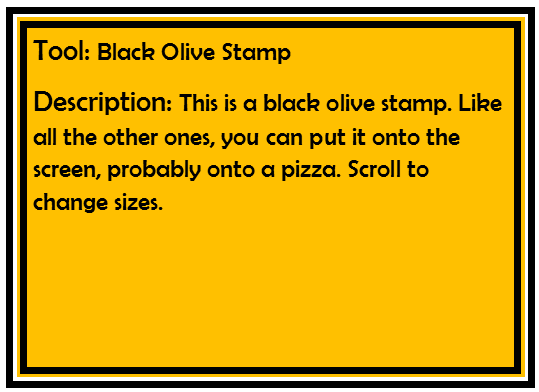 Tool: Black Olive Stamp
Description: This is a black olive stamp. Like
all the other ones, you can put it onto the
screen, probably onto a pizza. Scroll to
change sizes.